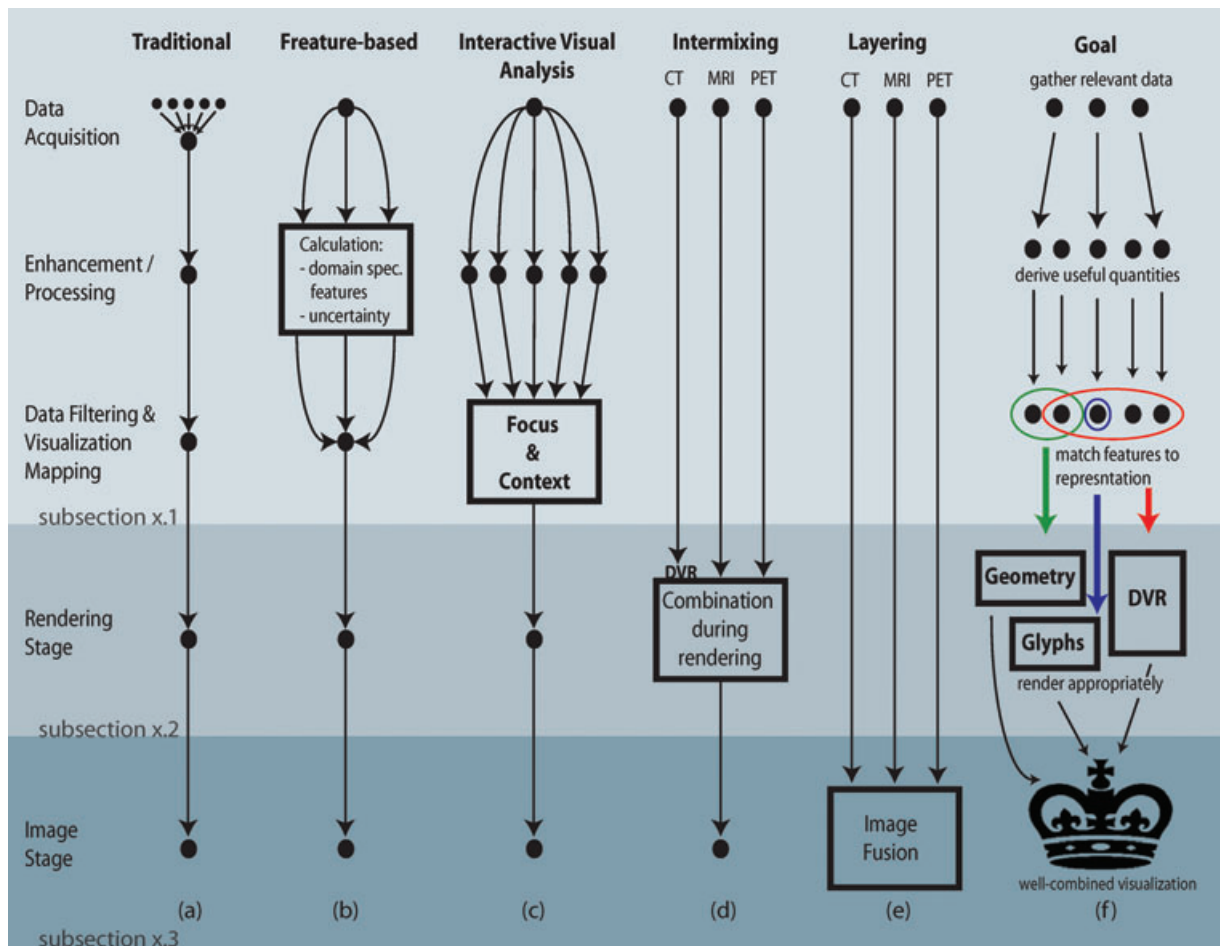 Traditional
Freature-based
Interactive Visual
Analysis
Intermixing
Layering
Goal
CT MRI PET
CT MRI PET
gather relevant data
Data
Acquisition
Enhancement /
Processing
Calculation:
- domain spec.
features
- uncertainty
derive useful quantities
Data Filtering &
Visualization
Mapping
Focus
&
Context
match features to
represntation
subsection x.1
DVR
Combination
during
rendering
Geometry
DVR
Glyphs
render appropriately
Rendering
Stage
subsection x.2
Image
Stage
Image
Fusion
well-combined visualization
(a)
(b)
(c)
(d)
(e)
(f)
subsection x.3